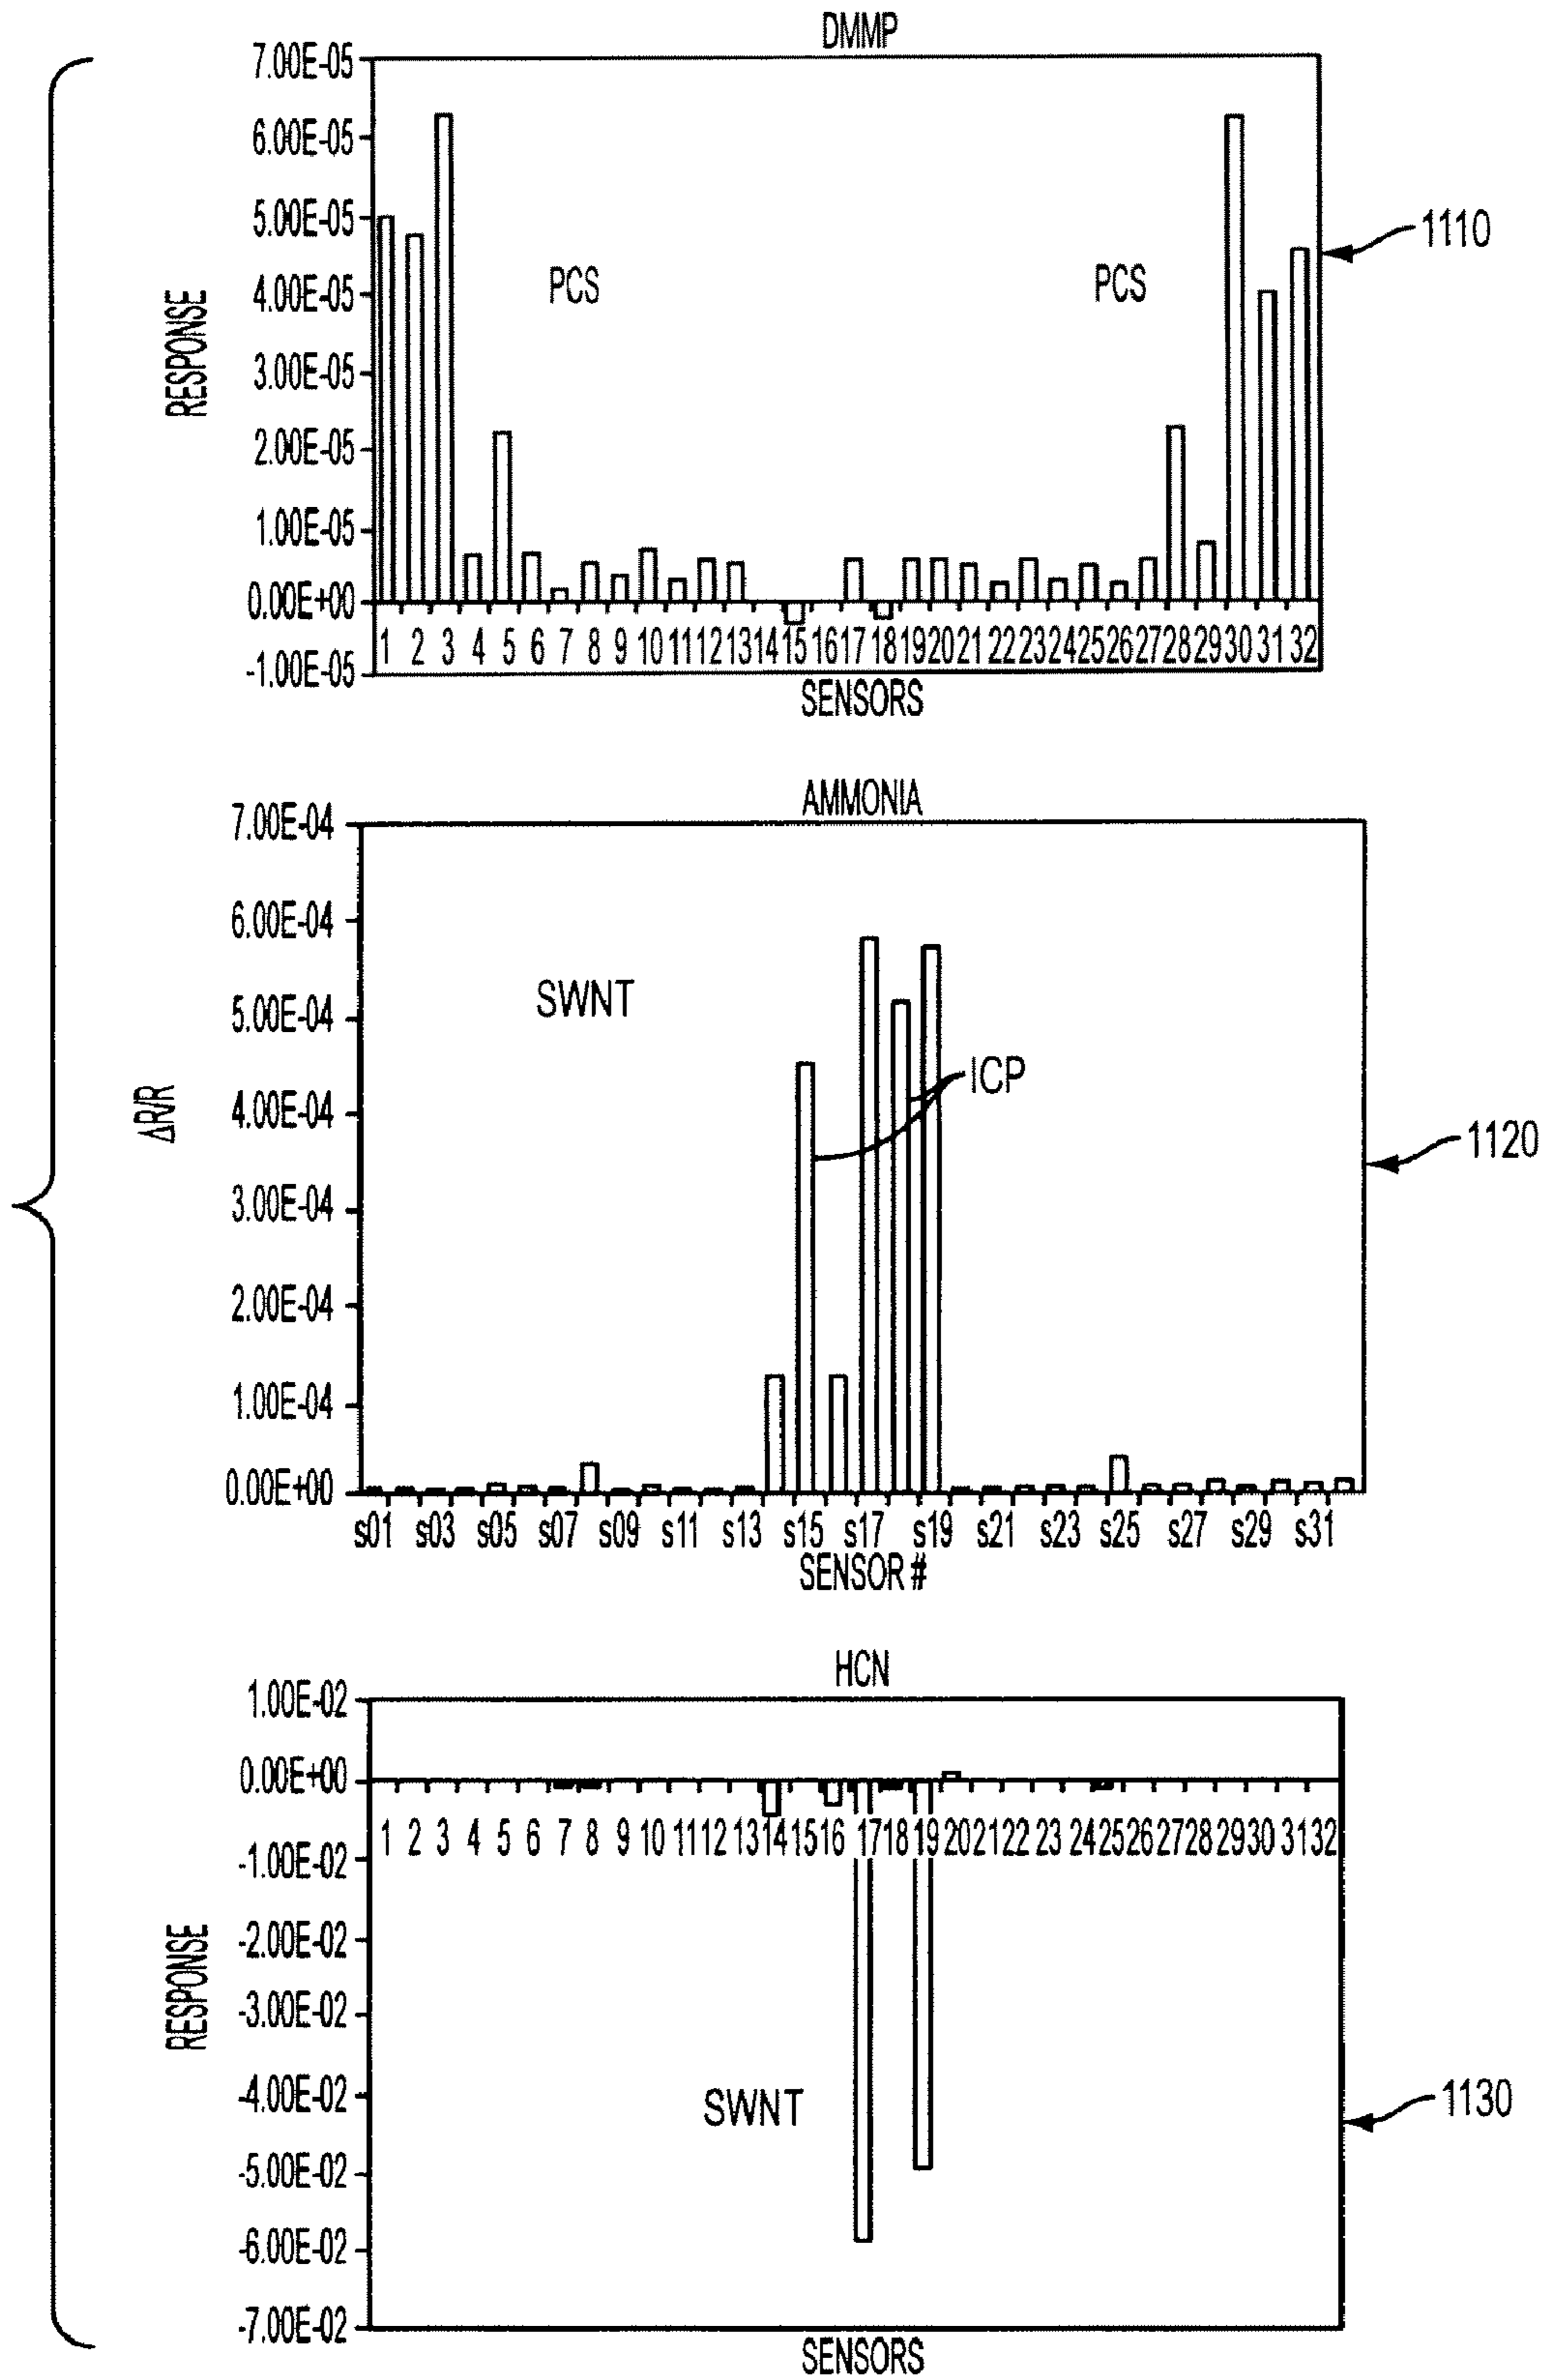 DMMP
7.00E-05
6.00E-05
5.00E-05
4.00E-05
3.00E-05
2.00E-05
1.00E-05
0.00E+00
-1.00E-05
RESPONSE
PCS
PCS
1110
1 2 3 4 5 6 7 8 9 10 11 12 13 14 15 16 17 18 19 20 21 22 23 24 25 26 27 28 29 30 31 32
SENSORS
AMMONIA
7.00E-04
6.00E-04
5.00E-04
4.00E-04
3.00E-04
2.00E-04
1.00E-04
0.00E+00
ΔR/R
SWNT
ICP
1120
s01 s03 s05 s07 s09 s11 s13 s15 s17 s19 s21 s23 s25 s27 s29 s31
SENSOR #
HCN
1.00E-02
0.00E+00
-1.00E-02
-2.00E-02
-3.00E-02
-4.00E-02
-5.00E-02
-6.00E-02
-7.00E-02
RESPONSE
1 2 3 4 5 6 7 8 9 10 11 12 13 14 15 16 17 18 19 20 21 22 23 24 25 26 27 28 29 30 31 32
SWNT
1130
SENSORS